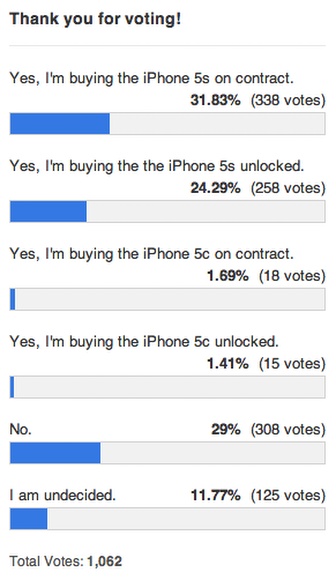 Thank you for voting!
Yes, I'm buying the iPhone 5s on contract.
31.83% (338 votes)
Yes, I'm buying the the iPhone 5s unlocked.
24.29% (258 votes)
Yes, I'm buying the iPhone 5c on contract.
1.69% (18 votes)
Yes, I'm buying the iPhone 5c unlocked.
1.41% (15 votes)
No. 29% (308 votes)
I am undecided. 11.77% (125 votes)
Total Votes: 1,062